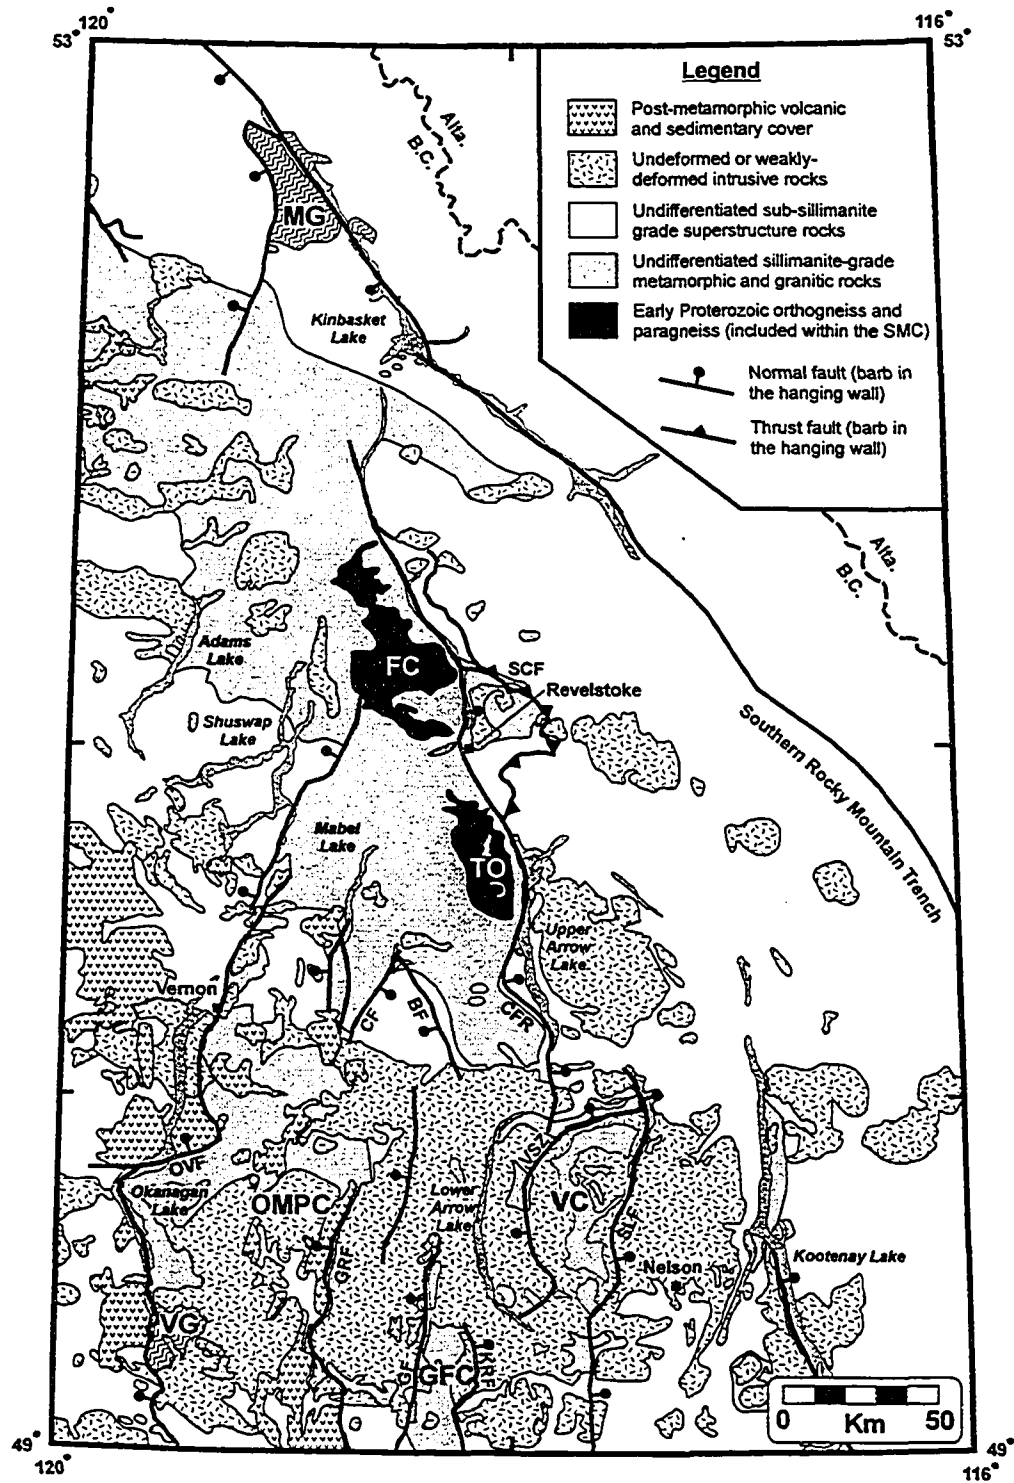 120°
116°
53°
53°
Legend
Post-metamorphic volcanic
and sedimentary cover
Undeformed or weakly-
deformed intrusive rocks
Undifferentiated sub-sillimanite
grade superstructure rocks
Undifferentiated sillimanite-grade
metamorphic and granitic rocks
Early Proterozoic orthogneiss and
paragneiss (included within the SMC)
Normal fault (barb in
the hanging wall)
Thrust fault (barb in
the hanging wall)
Alta.
B.C.
MG
Kinbasket
Lake
Alta.
B.C.
Adams
Lake
FC
SCF
Revelstoke
Shuswap
Lake
Southern Rocky Mountain Trench
Mabel
Lake
TO
Upper
Arrow
Lake
Vernon
CF
BF
CFR
VSZ
OVF
Okanagan
Lake
OMPC
Lower
Arrow
Lake
VC
GRF
SLF
Nelson
Kootenay Lake
VG
GF
GFC
KRF
0
Km
50
49°
49°
120°
116°